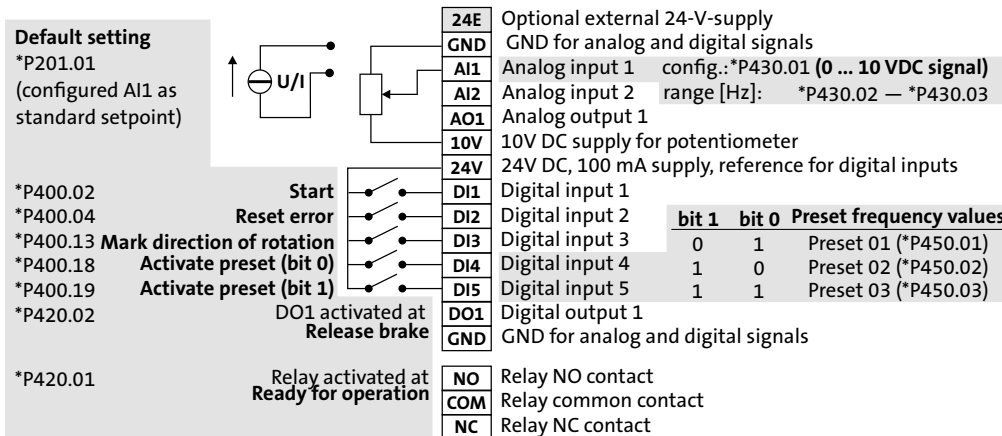 24E Optional external 24-V-supply
Default setting
GND GND for analog and digital signals
*P201.01
U/I
AI1 Analog input 1 config.:*P430.01 (0 ... 10 VDC signal)
(configured AI1 as
AI2 Analog input 2 range [Hz]: *P430.02 — *P430.03
standard setpoint)
AO1 Analog output 1
10V 10V DC supply for potentiometer
24V 24V DC, 100 mA supply, reference for digital inputs
*P400.02 Start DI1 Digital input 1
*P400.04 Reset error DI2 Digital input 2 bit 1 bit 0 Preset frequency values
*P400.13 Mark direction of rotation DI3 Digital input 3 0 1 Preset 01 (*P450.01)
*P400.18 Activate preset (bit 0) DI4 Digital input 4 1 0 Preset 02 (*P450.02)
*P400.19 Activate preset (bit 1) DI5 Digital input 5 1 1 Preset 03 (*P450.03)
*P420.02 DO1 activated at DO1 Digital output 1
Release brake GND GND for analog and digital signals
*P420.01 Relay activated at NO Relay NO contact
Ready for operation
COM Relay common contact
NC Relay NC contact